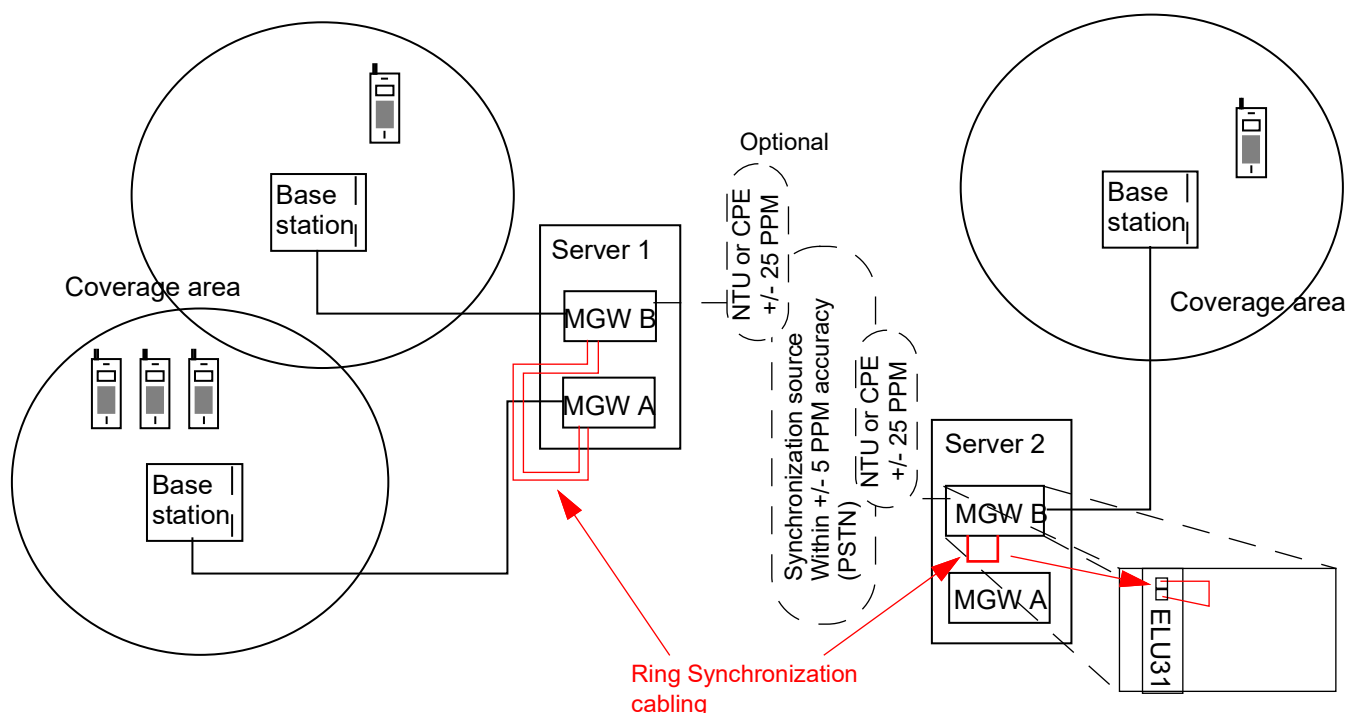 Optional
Base
station
NTU or CPE
+/- 25 PPM
Base
station
Server 1
Coverage area
MGW B
Coverage area
Synchronization source
Within +/- 5 PPM accuracy
(PSTN)
NTU or CPE
+/- 25 PPM
MGW A
Server 2
Base
station
MGW B
MGW A
ELU31
Ring Synchronization
cabling